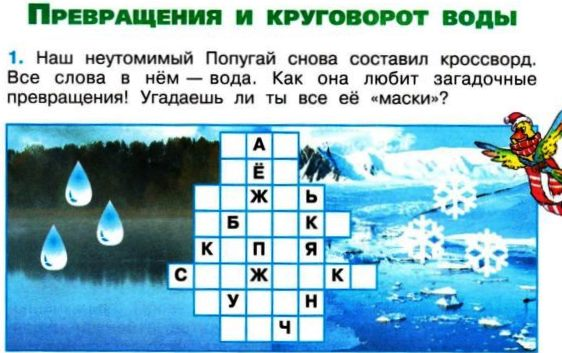 Превращения и круговорот воды
1. Наш неутомимый Попугай снова составил кроссворд.
Все слова в нём — вода. Как она любит загадочные
превращения! Угадаешь ли ты все её «маски»?
А
Ё
Ж Ь
Б К
К П Я
С Ж К
У Н
Ч